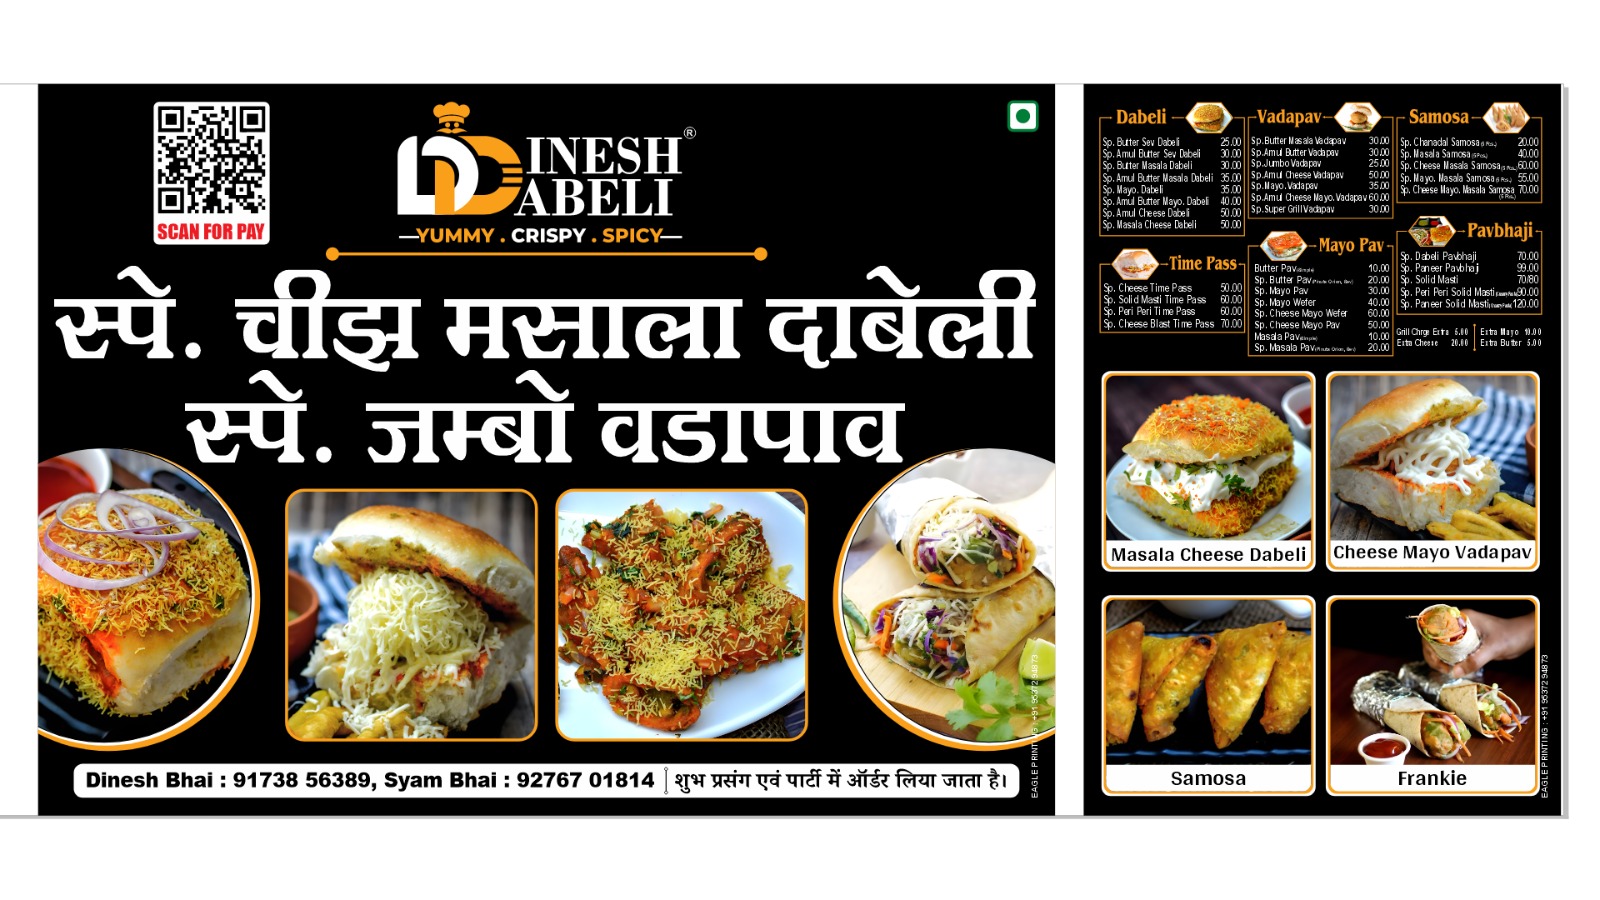 SCAN FOR PAY
DINESH ®
DABELI
YUMMY . CRISPY . SPICY
स्पे. चीझ मसाला दाबेली
स्पे. जम्बो वडापाव
Dinesh Bhai : 91738 56389, Syam Bhai : 92767 01814 | शुभ प्रसंग एवं पार्टी में ऑर्डर लिया जाता है।
EAGLE PRINTING : +91 95372 94873
Dabeli
Sp. Butter Sev Dabeli 25.00
Sp. Amul Butter Sev Dabeli 30.00
Sp. Butter Masala Dabeli 30.00
Sp. Amul Butter Masala Dabeli 35.00
Sp. Mayo. Dabeli 35.00
Sp. Amul Butter Mayo. Dabeli 40.00
Sp. Amul Cheese Dabeli 50.00
Sp. Masala Cheese Dabeli 50.00
Vadapav
Sp.Butter Masala Vadapav 30.00
Sp.Amul Butter Vadapav 30.00
Sp.Jumbo Vadapav 25.00
Sp.Amul Cheese Vadapav 50.00
Sp.Mayo.Vadapav 35.00
Sp.Amul Cheese Mayo.Vadapav 60.00
Sp.Super Grill Vadapav 30.00
Samosa
Sp. Chanadal Samosa (5 Pcs.) 20.00
Sp. Masala Samosa (5 Pcs.) 40.00
Sp. Cheese Masala Samosa (5 Pcs.) 60.00
Sp. Mayo. Masala Samosa (5 Pcs.) 55.00
Sp. Cheese Mayo. Masala Samosa 70.00
(5 Pcs.)
Time Pass
Sp. Cheese Time Pass 50.00
Sp. Solid Masti Time Pass 60.00
Sp. Peri Peri Time Pass 60.00
Sp. Cheese Blast Time Pass 70.00
Mayo Pav
Butter Pav (Simple) 10.00
Sp. Butter Pav 20.00
Sp. Mayo Pav 30.00
Sp. Mayo Wefer 40.00
Sp. Cheese Mayo Wefer 60.00
Sp. Cheese Mayo Pav 50.00
Masala Pav (Simple) 10.00
Sp. Masala Pav 20.00
Pavbhaji
Sp. Dabeli Pavbhaji 70.00
Sp. Paneer Pavbhaji 99.00
Sp. Solid Masti 70/80
Sp. Peri Peri Solid Masti 90.00
Sp. Paneer Solid Masti 120.00
Grill Chrge Extra 5.00 | Extra Mayo 10.00
Extra Cheese 20.00 | Extra Butter 5.00
Masala Cheese Dabeli
Cheese Mayo Vadapav
Samosa
Frankie
EAGLE PRINTING : +91 95372 94873